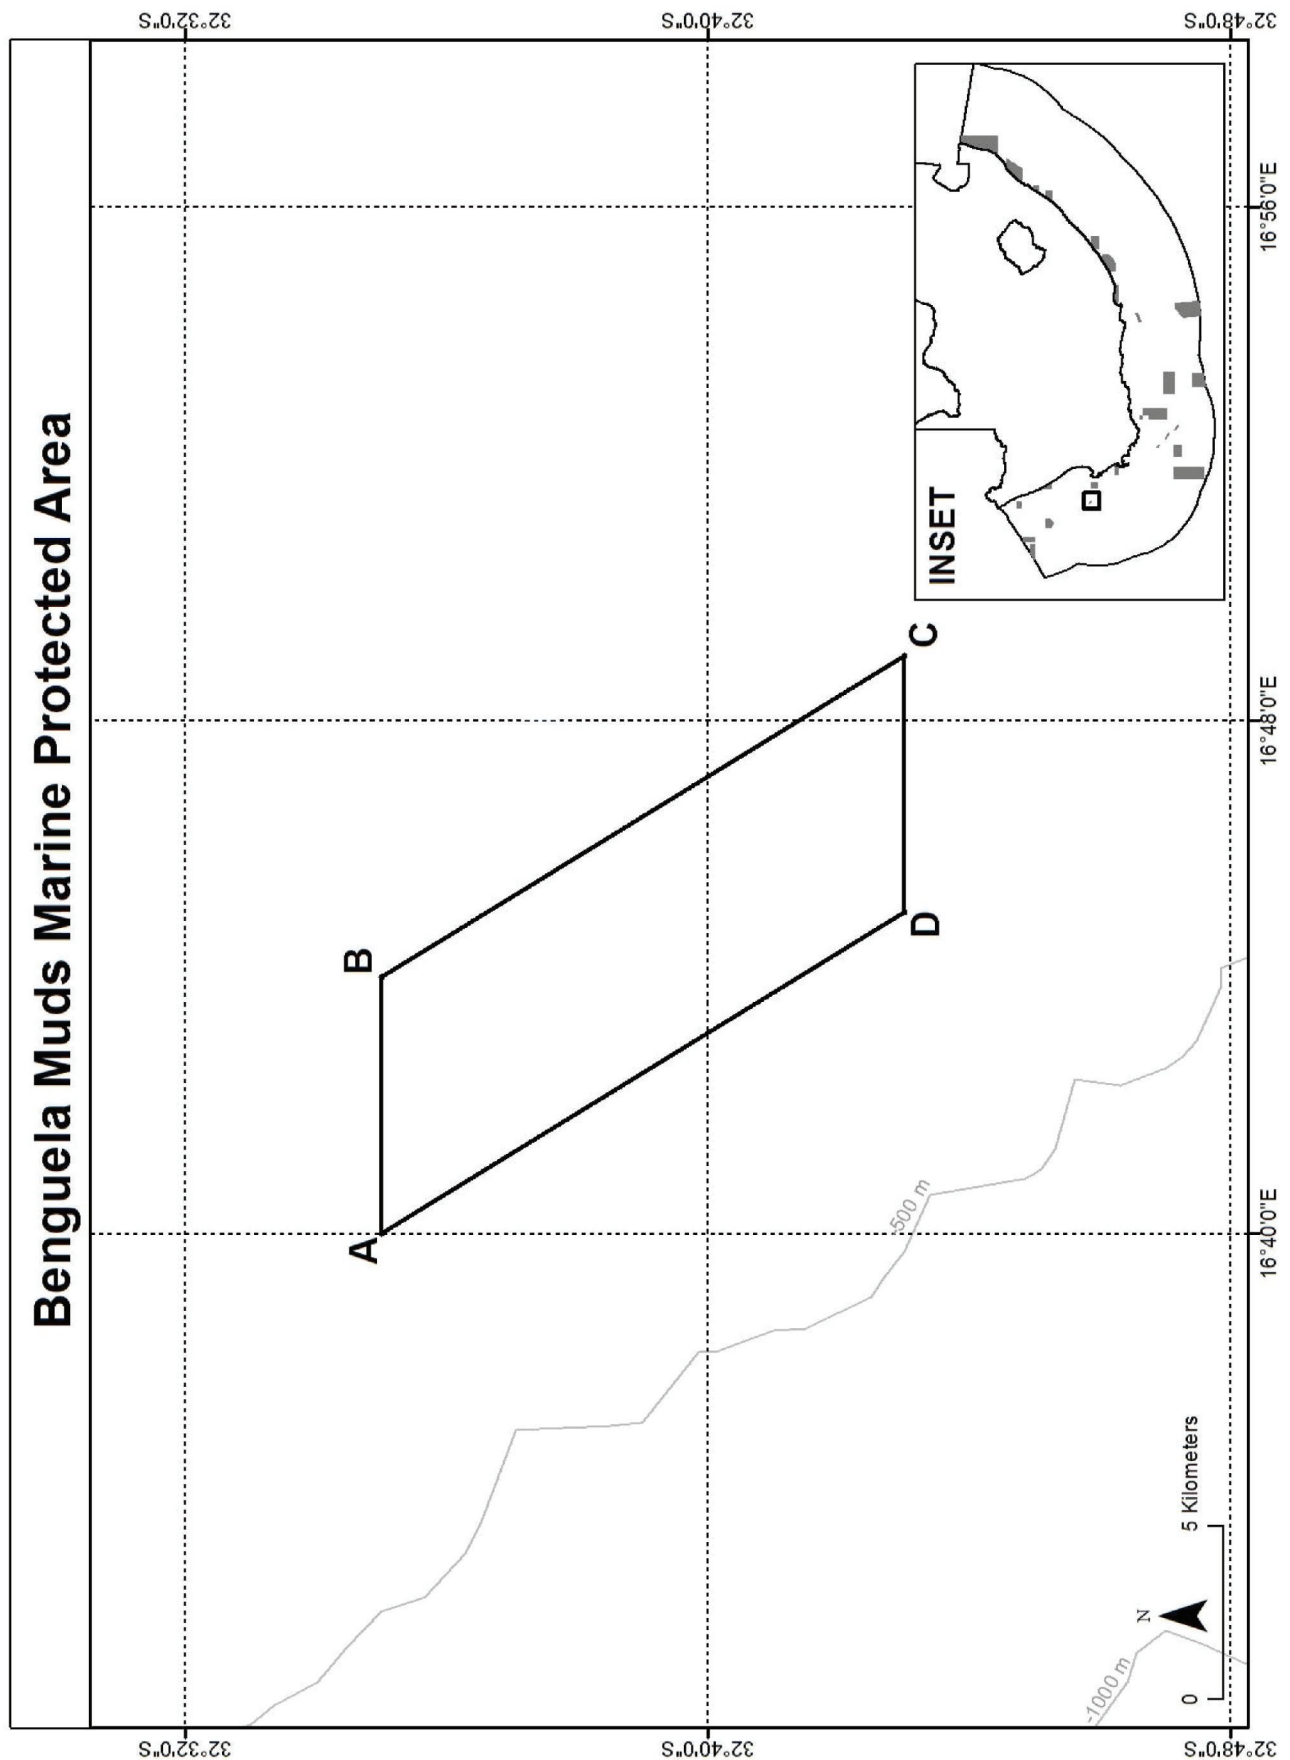 Benguela Muds Marine Protected Area
32°32'0"S
32°40'0"S
32°48'0"S
A
B
C
D
-500 m
-1000 m
N
0
5 Kilometers
INSET
16°40'0"E
16°48'0"E
16°56'0"E
32°32'0"S
32°40'0"S
32°48'0"S